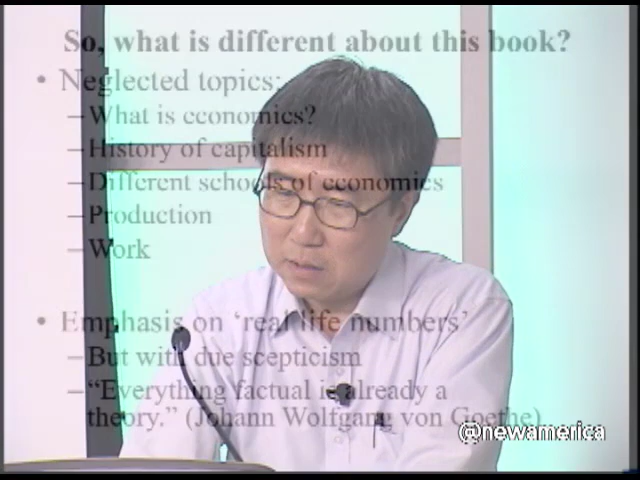 So, what is different about this book?
• Neglected topics:
– What is economics?
– History of capitalism
– Different schools of economics
– Production
– Work
• Emphasis on ‘real life numbers’
– But with due scepticism
– “Everything factual is already a
theory.” (Johann Wolfgang von Goethe)
@newamerica